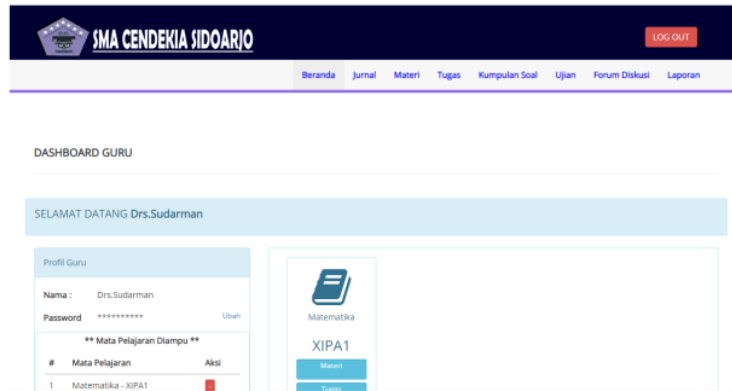 SMA CENDEKIA SIDOARJO
LOG OUT
Beranda Jurnal Materi Tugas Kumpulan Soal Ujian Forum Diskusi Laporan
DASHBOARD GURU
SELAMAT DATANG Drs.Sudarman
Profil Guru
Nama : Drs.Sudarman
Password ********** Ubah
** Mata Pelajaran Diampu **
# Mata Pelajaran Aksi
1 Matematika - XIPA1 -
Matematika
XIPA1
Materi
Tugas